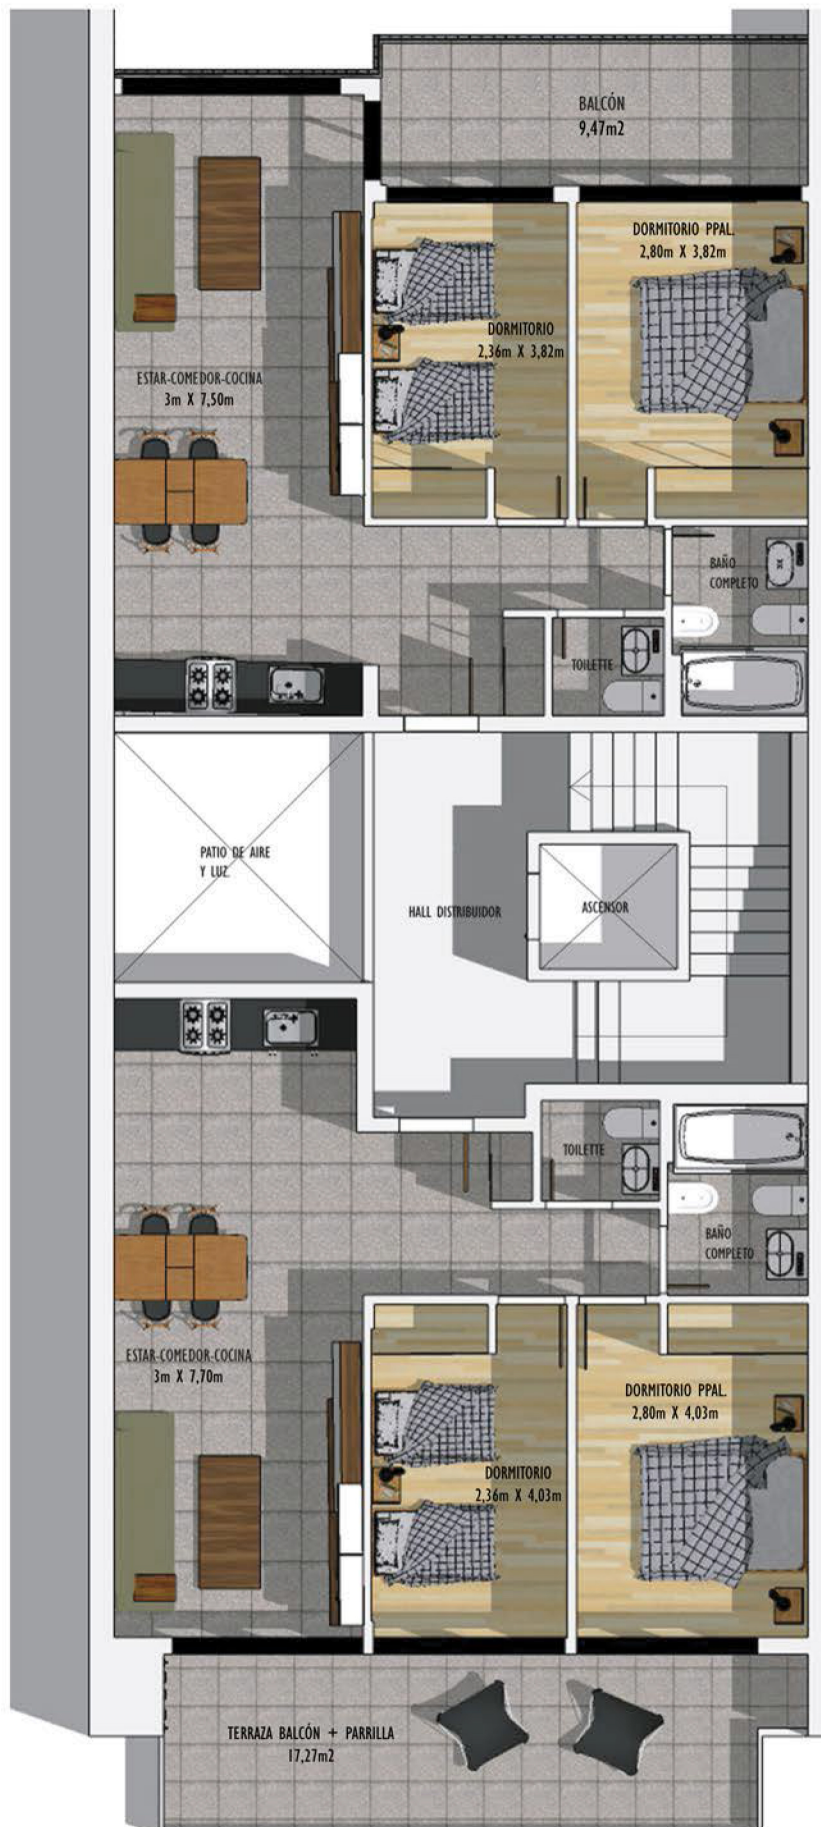 BALCÓN
9,47m2
DORMITORIO PPAL.
2,80m X 3,82m
DORMITORIO
2,36m X 3,82m
ESTAR-COMEDOR-COCINA
3m X 7,50m
BAÑO
COMPLETO
TOILETTE
PATIO DE AIRE
Y LUZ.
HALL DISTRIBUIDOR
ASCENSOR
TOILETTE
BAÑO
COMPLETO
ESTAR-COMEDOR-COCINA
3m X 7,70m
DORMITORIO PPAL.
2,80m X 4,03m
DORMITORIO
2,36m X 4,03m
TERRAZA BALCÓN + PARRILLA
17,27m2